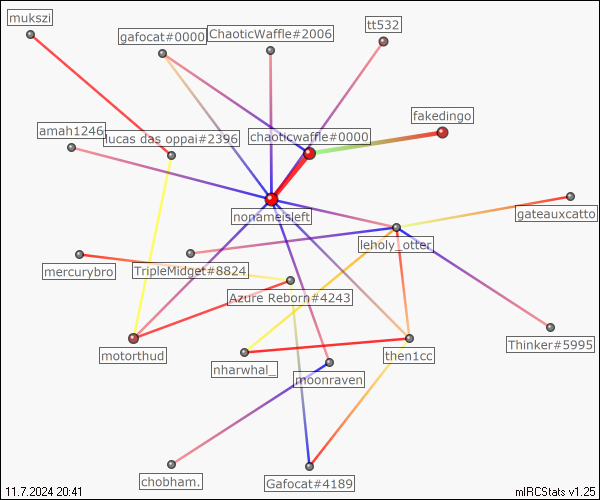 mukszi
gafocat#0000
ChaoticWaffle#2006
tt532
fakedingo
amah1246
lucas das oppai#2396
chaoticwaffle#0000
nonameisleft
gateauxcatto
leholy_otter
mercurybro
TripleMidget#8824
Azure Reborn#4243
motorthud
then1cc
Thinker#5995
nharwhal_
moonraven
chobham.
Gafocat#4189
11.7.2024 20:41
mIRCStats v1.25